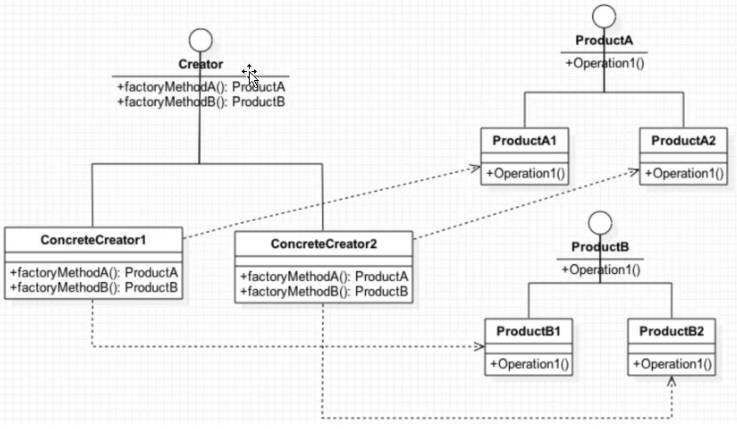 Creator
+factoryMethodA(): ProductA
+factoryMethodB(): ProductB
ProductA
+Operation1()
ProductA1
+Operation1()
ProductA2
+Operation1()
ConcreteCreator1
+factoryMethodA(): ProductA
+factoryMethodB(): ProductB
ConcreteCreator2
+factoryMethodA(): ProductA
+factoryMethodB(): ProductB
ProductB
+Operation1()
ProductB1
+Operation1()
ProductB2
+Operation1()